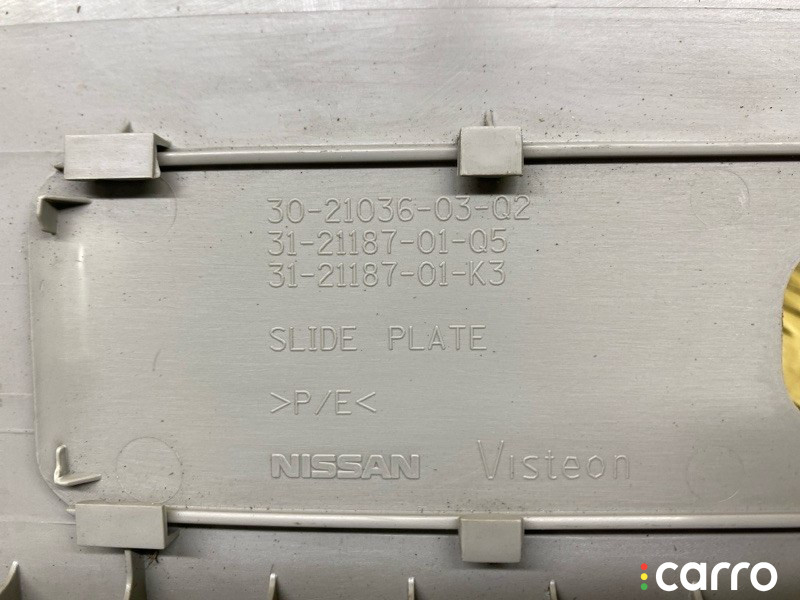 30-21036-03-Q2
31-21187-01-Q5
31-21187-01-K3
SLIDE PLATE
>P/E<
NISSAN Visteon
carro